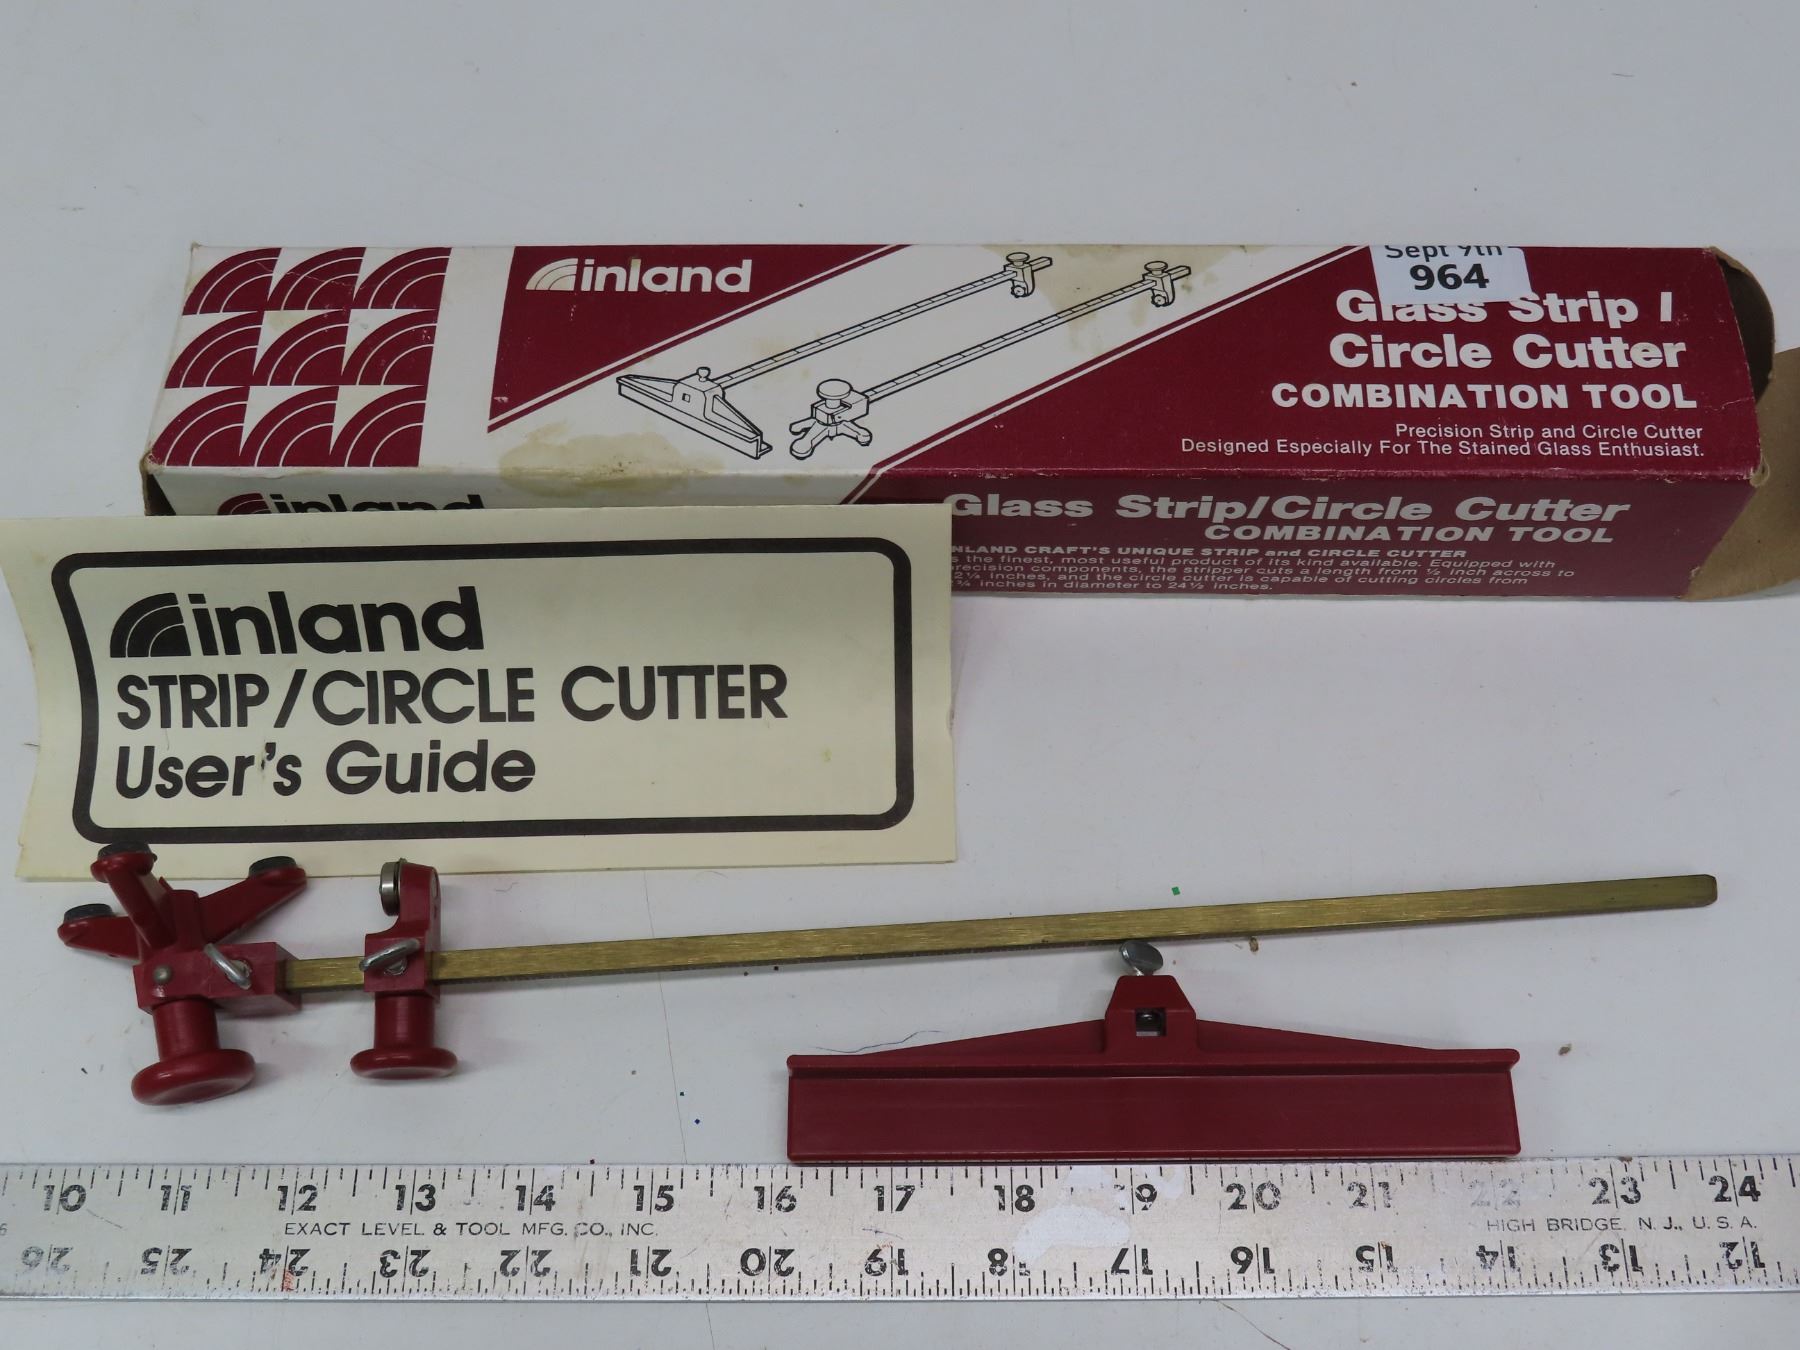 inland
Sept 9th
964
Glass Strip /
Circle Cutter
COMBINATION TOOL
Precision Strip and Circle Cutter
Designed Especially For The Stained Glass Enthusiast.
inland
Glass Strip/Circle Cutter
COMBINATION TOOL
INLAND CRAFT'S UNIQUE STRIP and CIRCLE CUTTER
the finest, most useful product of its kind available. Equipped with
precision components, the stripper cuts a length from ½ inch across to
2¼ inches, and the circle cutter is capable of cutting circles from
¾ inches in diameter to 24½ inches.
inland
STRIP/CIRCLE CUTTER
User's Guide
10 11 12 13 14 15 16 17 18 19 20 21 22 23 24
EXACT LEVEL & TOOL MFG. CO., INC. HIGH BRIDGE, N. J., U. S. A.
26 25 24 23 22 21 20 19 18 17 16 15 14 13 12